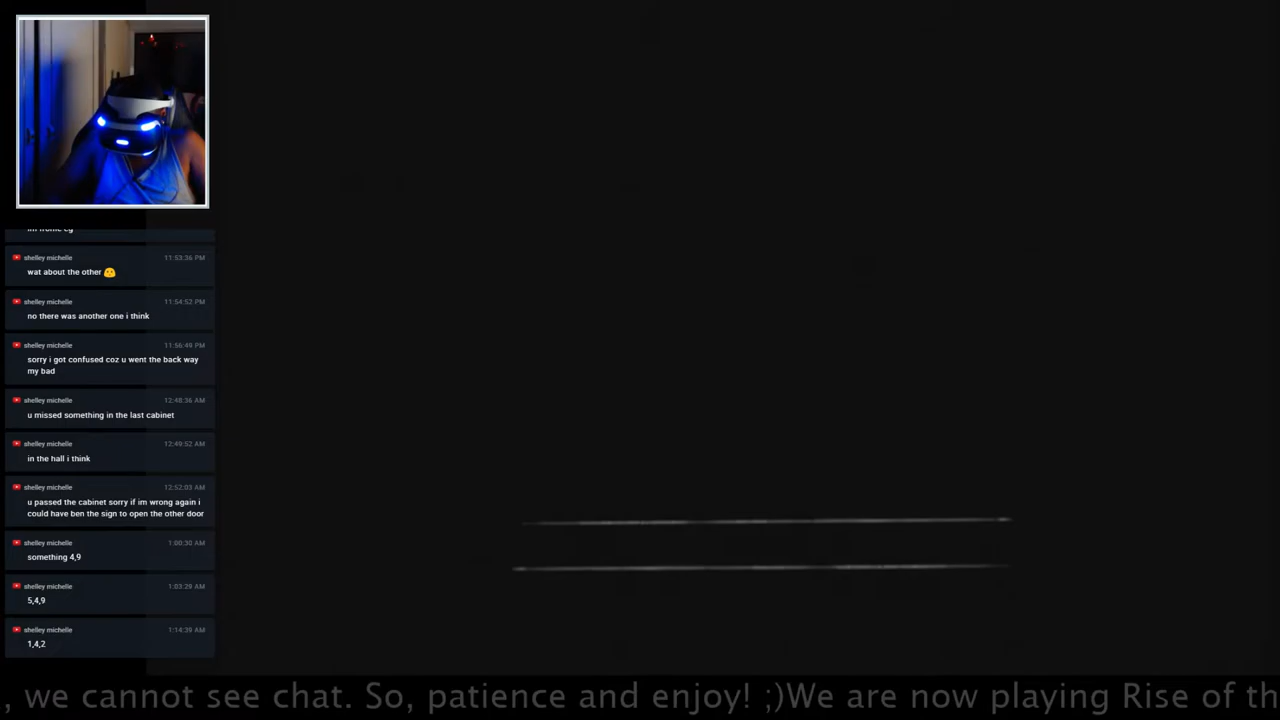 shelley michelle 11:53:36 PM
wat about the other 🤭
shelley michelle 11:54:52 PM
no there was another one i think
shelley michelle 11:56:49 PM
sorry i got confused coz u went the back way
my bad
shelley michelle 12:48:36 AM
u missed something in the last cabinet
shelley michelle 12:49:52 AM
in the hall i think
shelley michelle 12:52:03 AM
u passed the cabinet sorry if im wrong again i
could have ben the sign to open the other door
shelley michelle 1:00:30 AM
something 4,9
shelley michelle 1:03:29 AM
5,4,9
shelley michelle 1:14:39 AM
1,4,2
, we cannot see chat. So, patience and enjoy! ;)We are now playing Rise of th